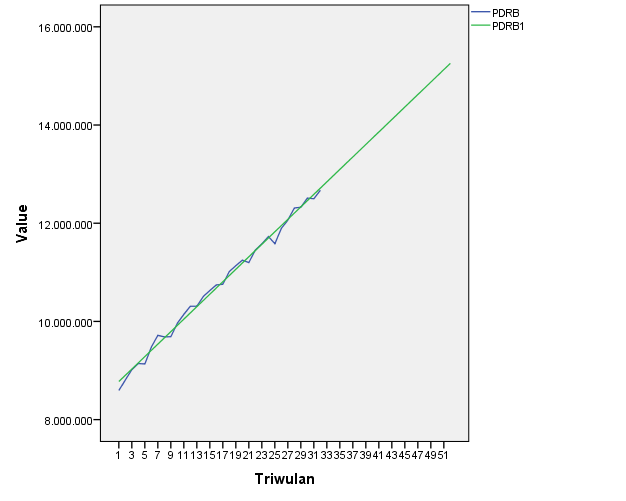 PDRB
PDRB1
16.000.000
14.000.000
12.000.000
10.000.000
8.000.000
Value
1 3 5 7 9 11 13 15 17 19 21 23 25 27 29 31 33 35 37 39 41 43 45 47 49 51
Triwulan